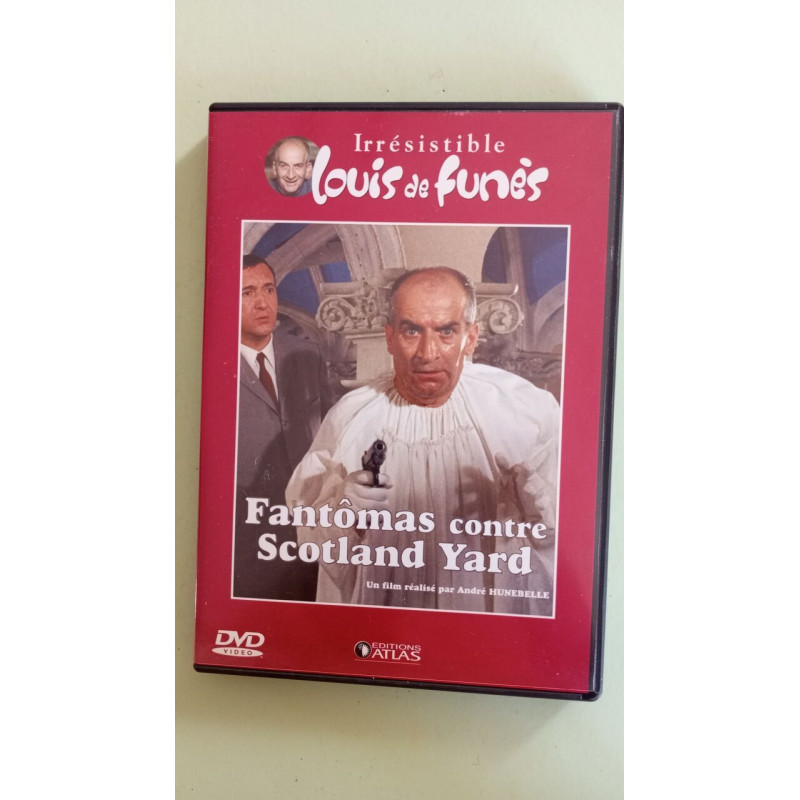 Irrésistible
louis de funès
Fantômas contre
Scotland Yard
Un film réalisé par André HUNEBELLE
DVD
VIDEO
EDITIONS
ATLAS